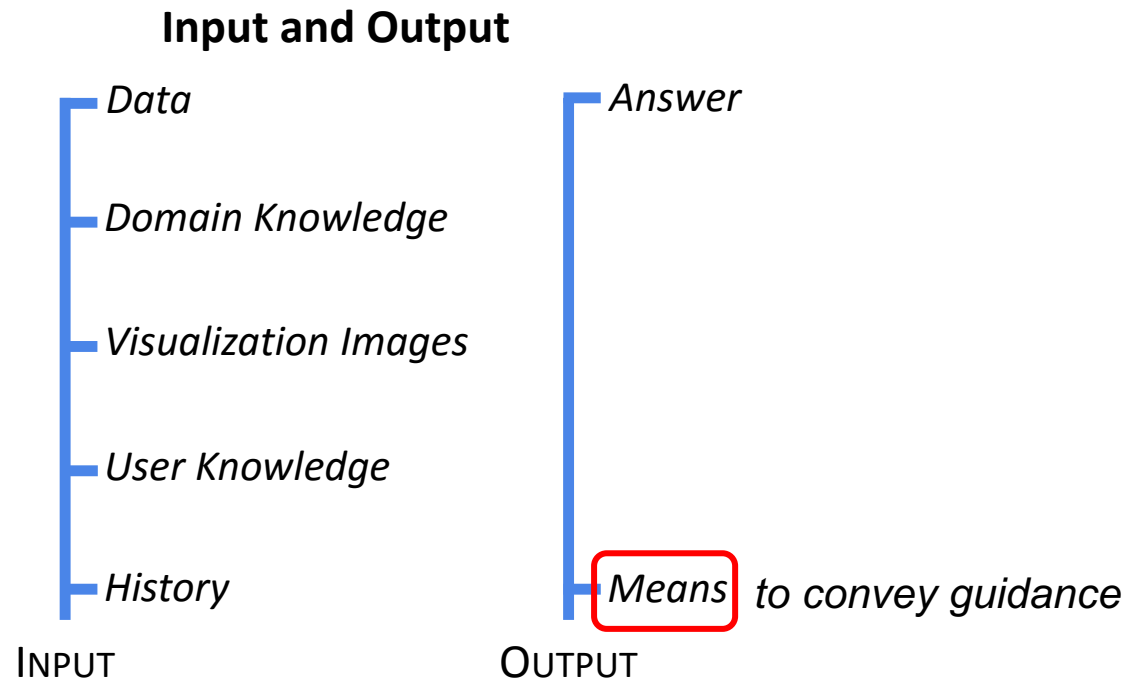 Input and Output
Data
Domain Knowledge
Visualization Images
User Knowledge
History
INPUT
Answer
Means to convey guidance
OUTPUT